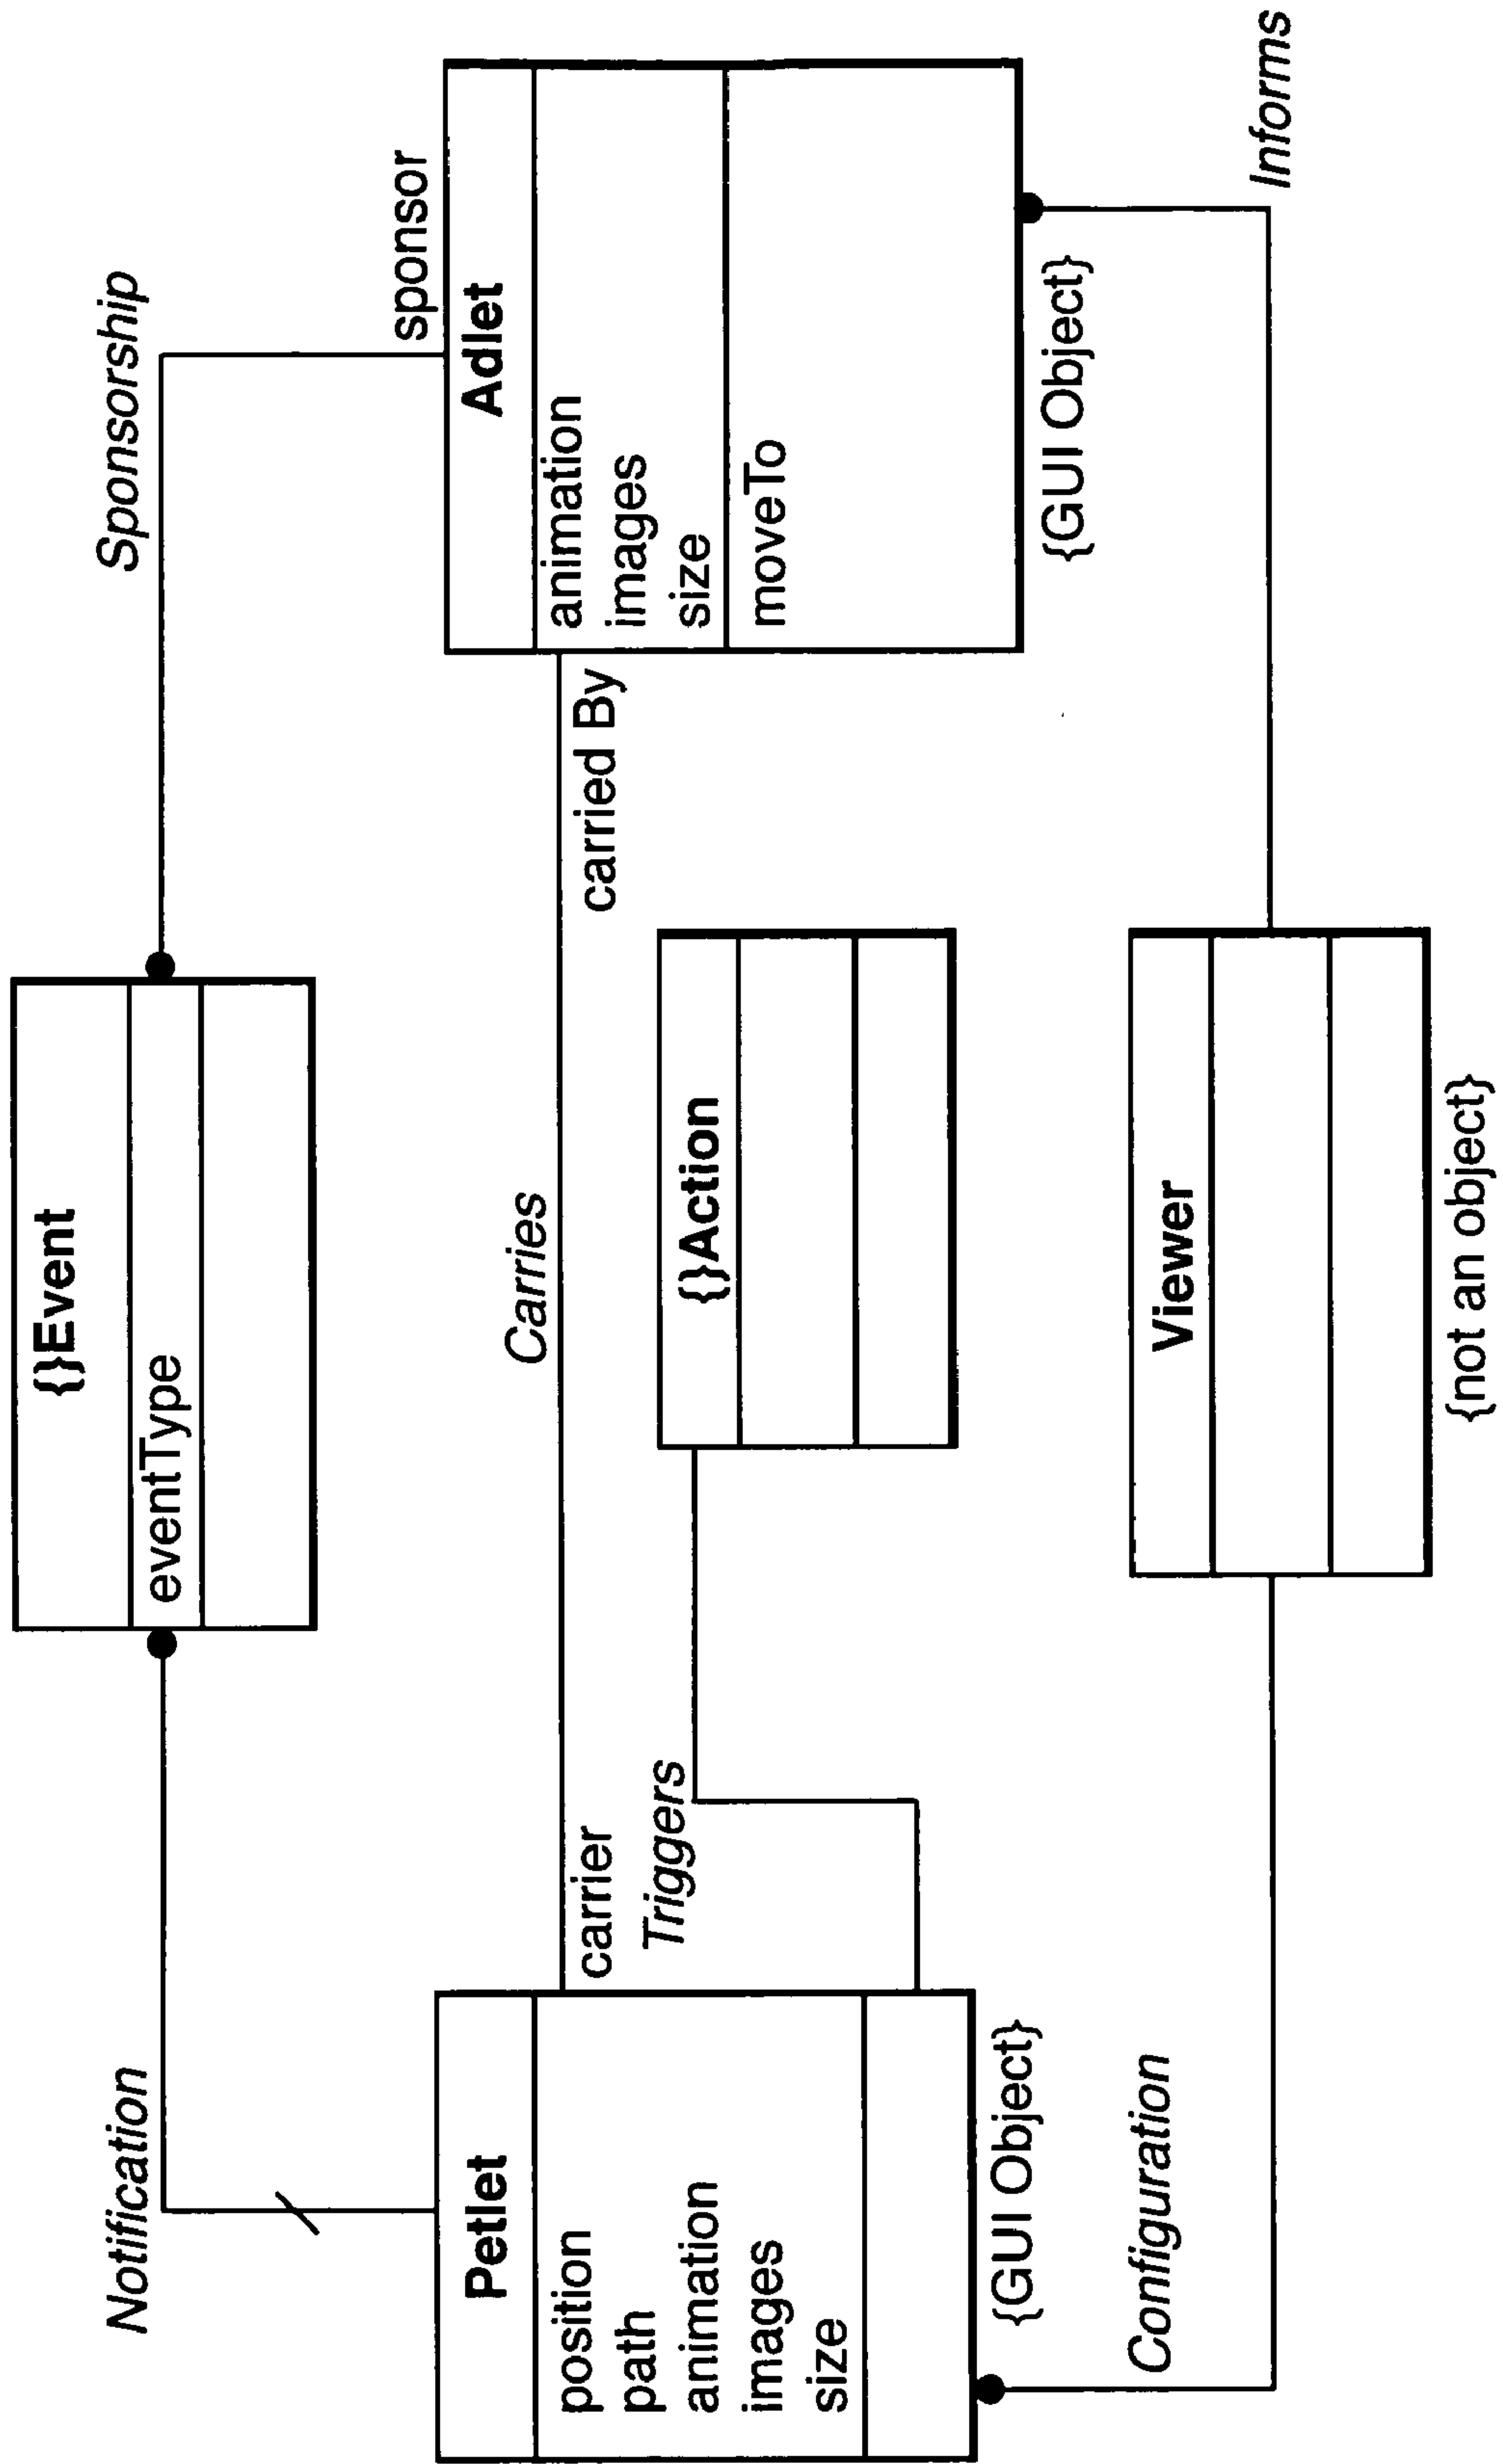 Notification
Sponsorship
{}Event
eventType
sponsor
Petlet
position
path
animation
images
size
{GUI Object}
Carries
carrier
carried By
Adlet
animation
images
size
moveTo
{GUI Object}
Triggers
{}Action
Configuration
Viewer
{not an object}
Informs